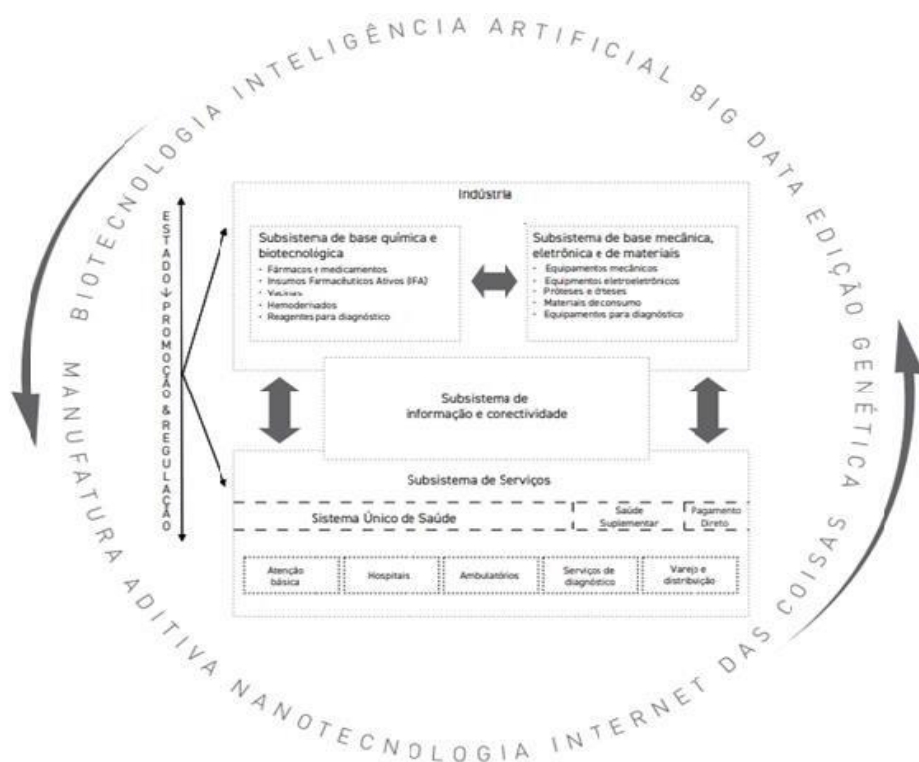 BIOTECNOLOGIA INTELIGÊNCIA ARTIFICIAL BIG DATA EDIÇÃO GENÉTICA
MANUFATURA ADITIVA NANOTECNOLOGIA INTERNET DAS COISAS
ESTADO → PROMOÇÃO & REGULAÇÃO
Indústria
Subsistema de base química e
biotecnológica
• Fármacos e medicamentos
• Insumos Farmacêuticos Ativos (IFA)
• Vacinas
• Hemoderivados
• Reagentes para diagnóstico
Subsistema de base mecânica,
eletrônica e de materiais
• Equipamentos mecânicos
• Equipamentos eletroeletrônicos
• Próteses e órteses
• Materiais de consumo
• Equipamentos para diagnóstico
Subsistema de
informação e conectividade
Subsistema de Serviços
Sistema Único de Saúde
Saúde
Suplementar
Pagamento
Direto
Atenção
básica
Hospitais
Ambulatórios
Serviços de
diagnóstico
Varejo e
distribuição